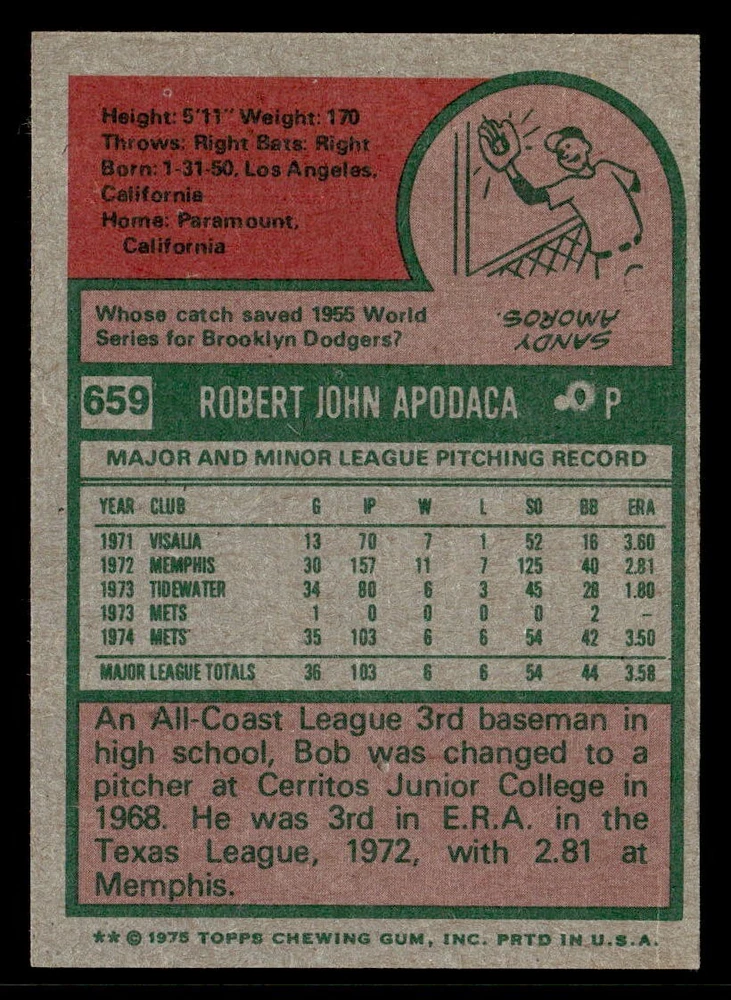 Height: 5'11" Weight: 170
Throws: Right Bats: Right
Born: 1-31-50, Los Angeles,
California
Home: Paramount,
California
Whose catch saved 1955 World
Series for Brooklyn Dodgers?
SANDY
AMOROS.
659 ROBERT JOHN APODACA P
MAJOR AND MINOR LEAGUE PITCHING RECORD
YEAR CLUB G IP W L SO BB ERA
1971 VISALIA 13 70 7 1 52 16 3.60
1972 MEMPHIS 30 157 11 7 125 40 2.81
1973 TIDEWATER 34 80 6 3 45 28 1.80
1973 METS 1 0 0 0 0 2 –
1974 METS 35 103 6 6 54 42 3.50
MAJOR LEAGUE TOTALS 36 103 6 6 54 44 3.58
An All-Coast League 3rd baseman in
high school, Bob was changed to a
pitcher at Cerritos Junior College in
1968. He was 3rd in E.R.A. in the
Texas League, 1972, with 2.81 at
Memphis.
** © 1975 TOPPS CHEWING GUM, INC. PRTD IN U.S.A.